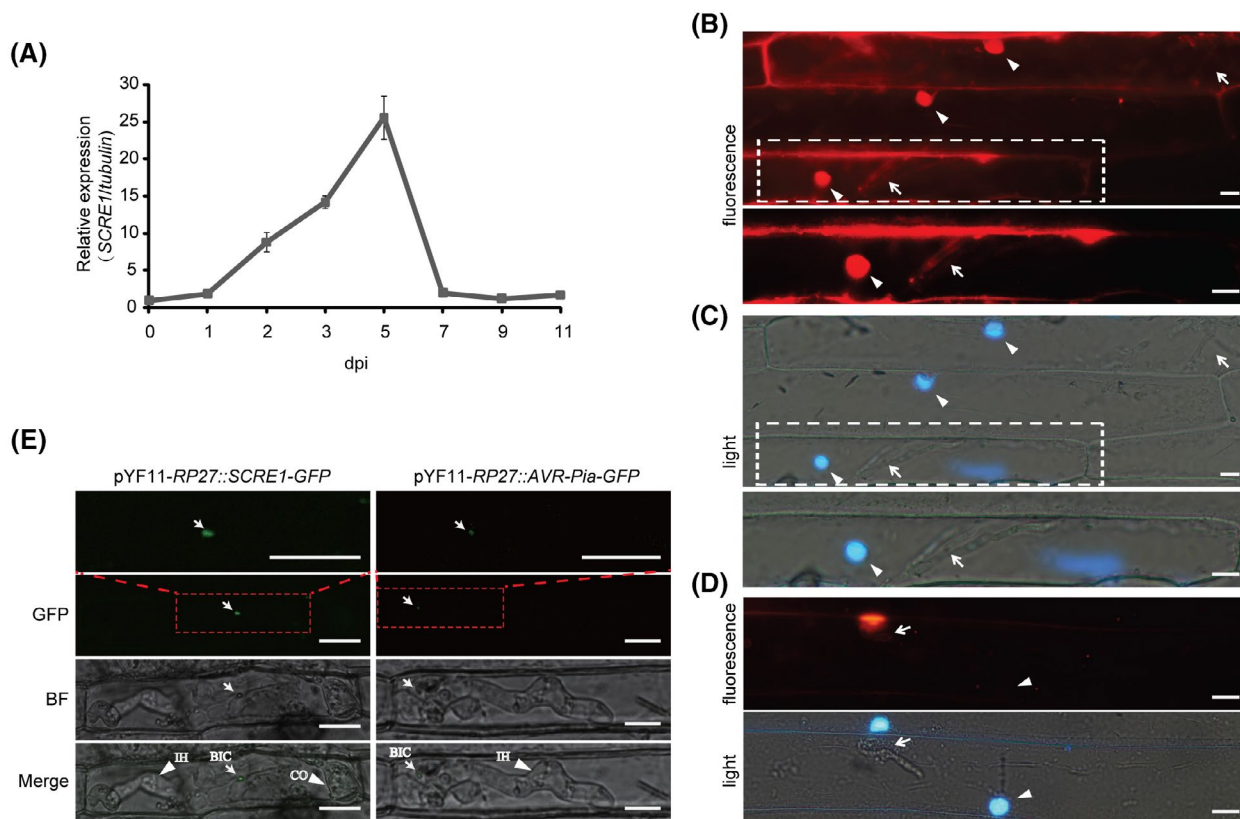 (A)
30
25
20
15
10
5
0
Relative expression
(SCRE1/tubulin)
0 1 2 3 5 7 9 11
dpi
(B)
fluorescence
(C)
light
(D)
fluorescence
light
(E)
pYF11-RP27::SCRE1-GFP pYF11-RP27::AVR-Pia-GFP
GFP
BF
Merge
IH BIC CO BIC IH